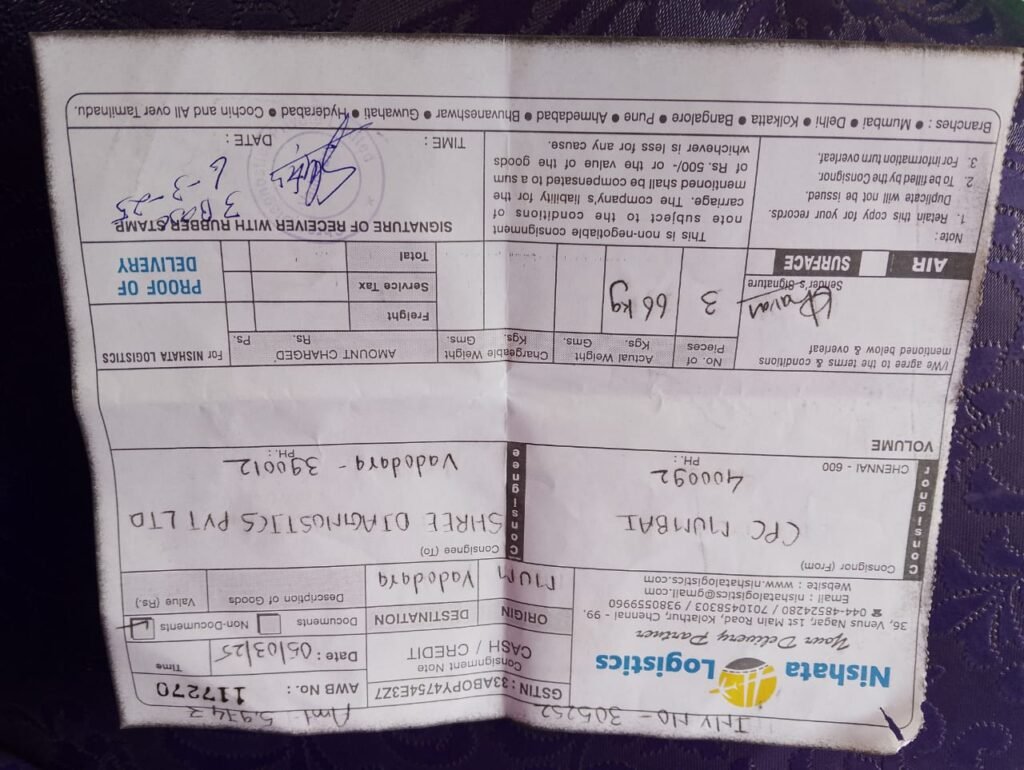 Inv No- 305252
Amt- 5,934.2
Nishata
Logistics
Your Delivery Partner
36, Venus Nagar 1st Main Road, Kolathur, Chennai - 99.
☎ 044-48524280 / 7010458303 / 9380559960
Email : nishatalogistics@gmail.com
Website : www.nishatalogistics.com
GSTIN : 33ABOPY4754E3Z7
Consignment Note
CASH / CREDIT
AWB No.: 117270
Date : 05/03/25
Time
ORIGIN
DESTINATION
Documents
Non-Documents
MUM
Vadodara
Description of Goods
Value (Rs.)
Consignor
Consignor (From)
CPC MUMBAI
400092
CHENNAI - 600
PH.:
Consignee
Consignee (To)
SHREE DIAGNOSTICS PVT LTD
Vadodara - 390012
PH.:
VOLUME
I/We agree to the terms & conditions
mentioned below & overleaf
Sender's Signature
No. of
Pieces
Actual Weight
Kgs. Gms.
Chargeable Weight
Kgs. Gms.
AMOUNT CHARGED
Rs. Ps.
For NISHATA LOGISTICS
3
66kg
Freight
Service Tax
Total
PROOF OF
DELIVERY
AIR
SURFACE
Note:
1. Retain this copy for your records.
Duplicate will not be issued.
2. To be filled by the Consignor.
3. For information turn overleaf.
This is non-negotiable consignment
note subject to the conditions of
carriage. The company's liability for the
mentioned shall be compensated to a sum
of Rs. 500/- or the value of the goods
whichever is less for any cause.
SIGNATURE OF RECEIVER WITH RUBBER STAMP
3 Box
6-3-25
TIME :
DATE :
Branches : Mumbai ● Delhi ● Kolkatta ● Bangalore ● Pune ● Ahmedabad ● Bhuvaneshwar ● Guwahati ● Hyderabad ● Cochin and All over Tamilnadu.